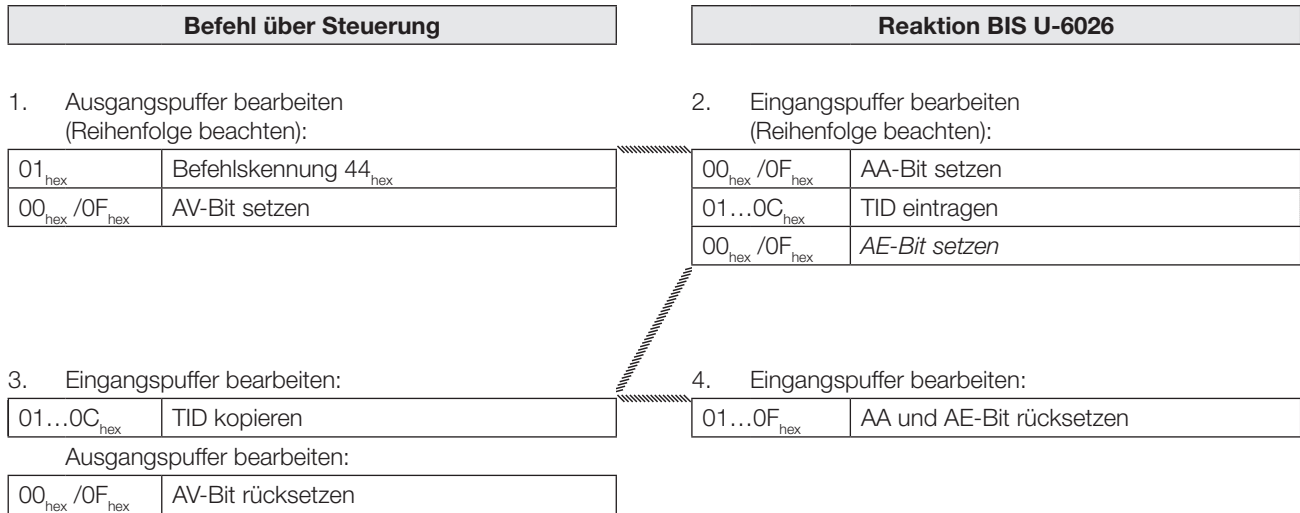 Befehl über Steuerung
Reaktion BIS U-6026
1. Ausgangspuffer bearbeiten
(Reihenfolge beachten):
01hex Befehlskennung 44hex
00hex /0Fhex AV-Bit setzen
2. Eingangspuffer bearbeiten
(Reihenfolge beachten):
00hex /0Fhex AA-Bit setzen
01…0Chex TID eintragen
00hex /0Fhex AE-Bit setzen
3. Eingangspuffer bearbeiten:
01…0Chex TID kopieren
Ausgangspuffer bearbeiten:
00hex /0Fhex AV-Bit rücksetzen
4. Eingangspuffer bearbeiten:
01…0Fhex AA und AE-Bit rücksetzen